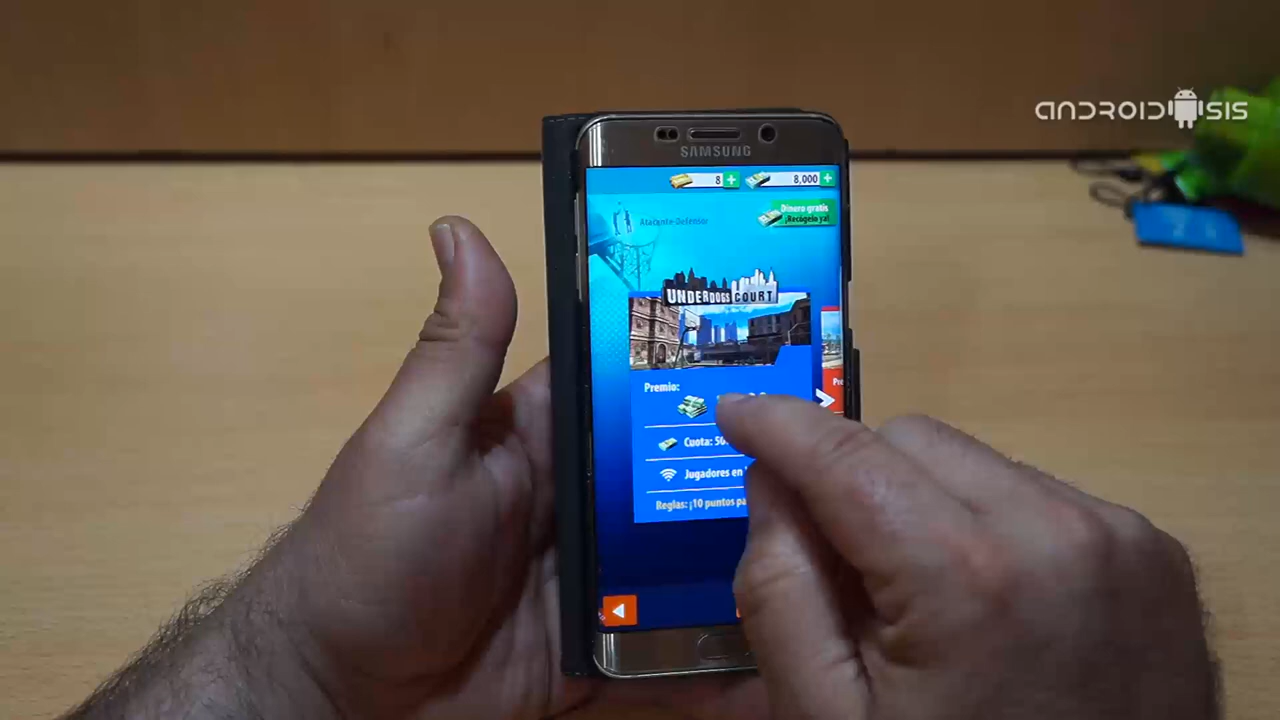 ANDROIDSIS
SAMSUNG
8
8,000
Atacante-Defensor
Dinero gratis
¡Recógelo ya!
UNDERDOGS COURT
Premio:
Cuota:
Jugadores en
Reglas: ¡10 puntos